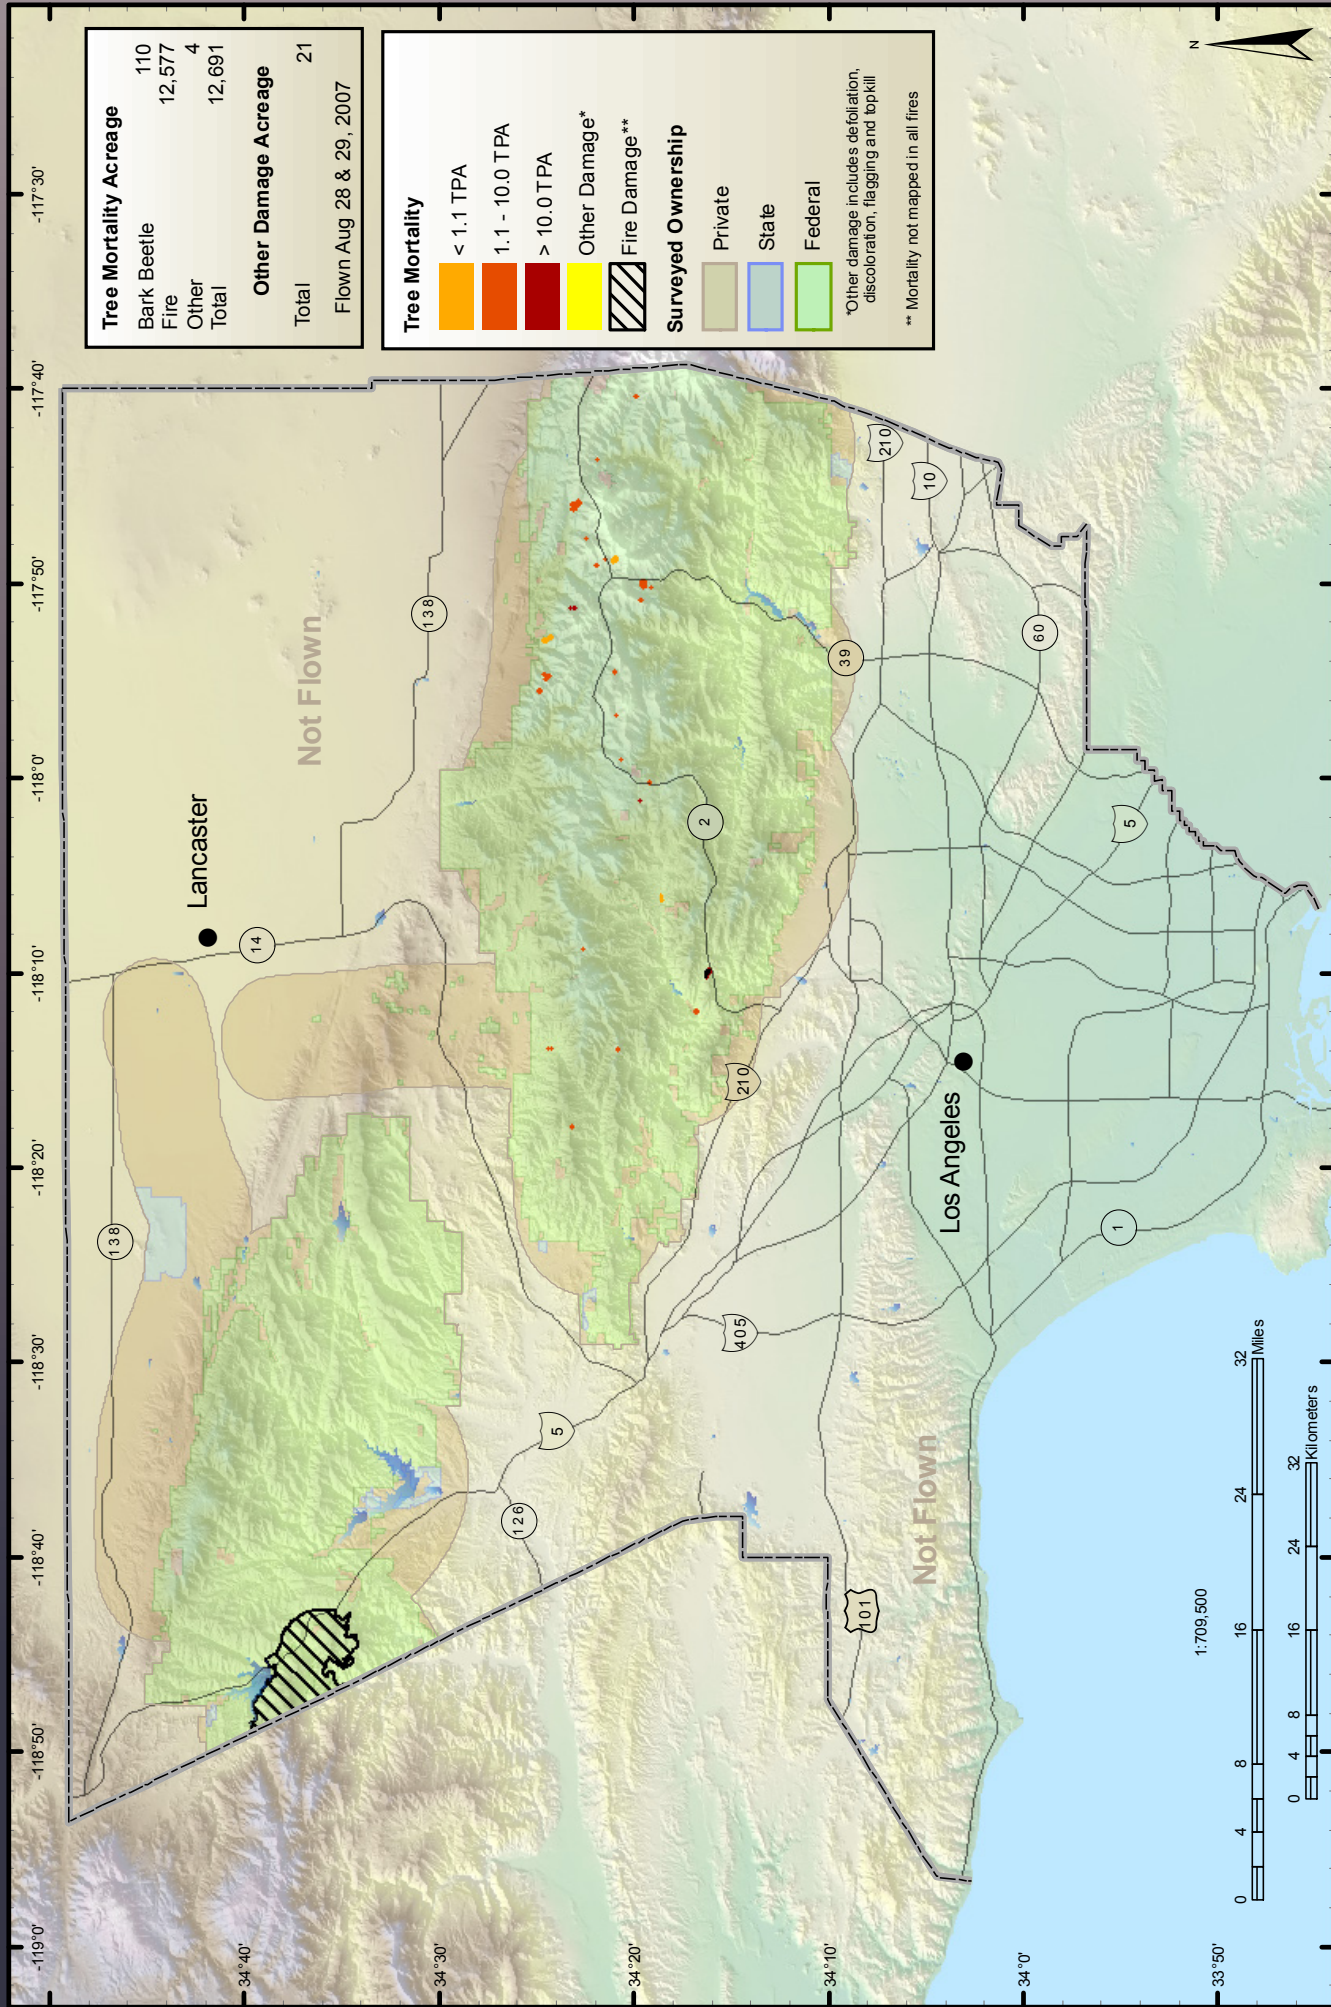 -119°0'
-118°50'
-118°40'
-118°30'
-118°20'
-118°10'
-118°0'
-117°50'
-117°40'
-117°30'
34°40'
34°30'
34°20'
34°10'
34°0'
33°50'
Tree Mortality Acreage
Bark Beetle 110
Fire 12,577
Other 4
Total 12,691
Other Damage Acreage
Total 21
Flown Aug 28 & 29, 2007
Tree Mortality
< 1.1 TPA
1.1 - 10.0 TPA
> 10.0 TPA
Other Damage*
Fire Damage**
Surveyed Ownership
Private
State
Federal
*Other damage includes defoliation,
discoloration, flagging and topkill
** Mortality not mapped in all fires
N
138
Lancaster
14
Not Flown
138
5
126
2
39
210
210
10
60
405
Los Angeles
5
1
101
Not Flown
1:709,500
0 4 8 16 24 32
Miles
0 4 8 16 24 32
Kilometers